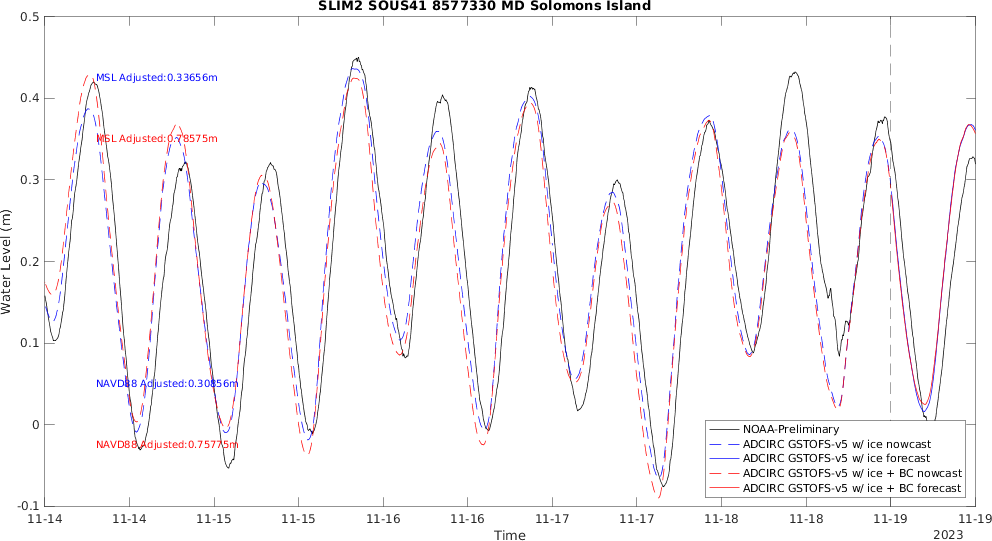 SLIM2 SOUS41 8577330 MD Solomons Island
0.5
0.4
0.3
0.2
0.1
0
-0.1
Water Level (m)
MSL Adjusted:0.33656m
MSL Adjusted:0.78575m
NAVD88 Adjusted:0.30856m
NAVD88 Adjusted:0.75775m
NOAA-Preliminary
ADCIRC GSTOFS-v5 w/ ice nowcast
ADCIRC GSTOFS-v5 w/ ice forecast
ADCIRC GSTOFS-v5 w/ ice + BC nowcast
ADCIRC GSTOFS-v5 w/ ice + BC forecast
11-14 11-14 11-15 11-15 11-16 11-16 11-17 11-17 11-18 11-18 11-19 11-19
Time
2023